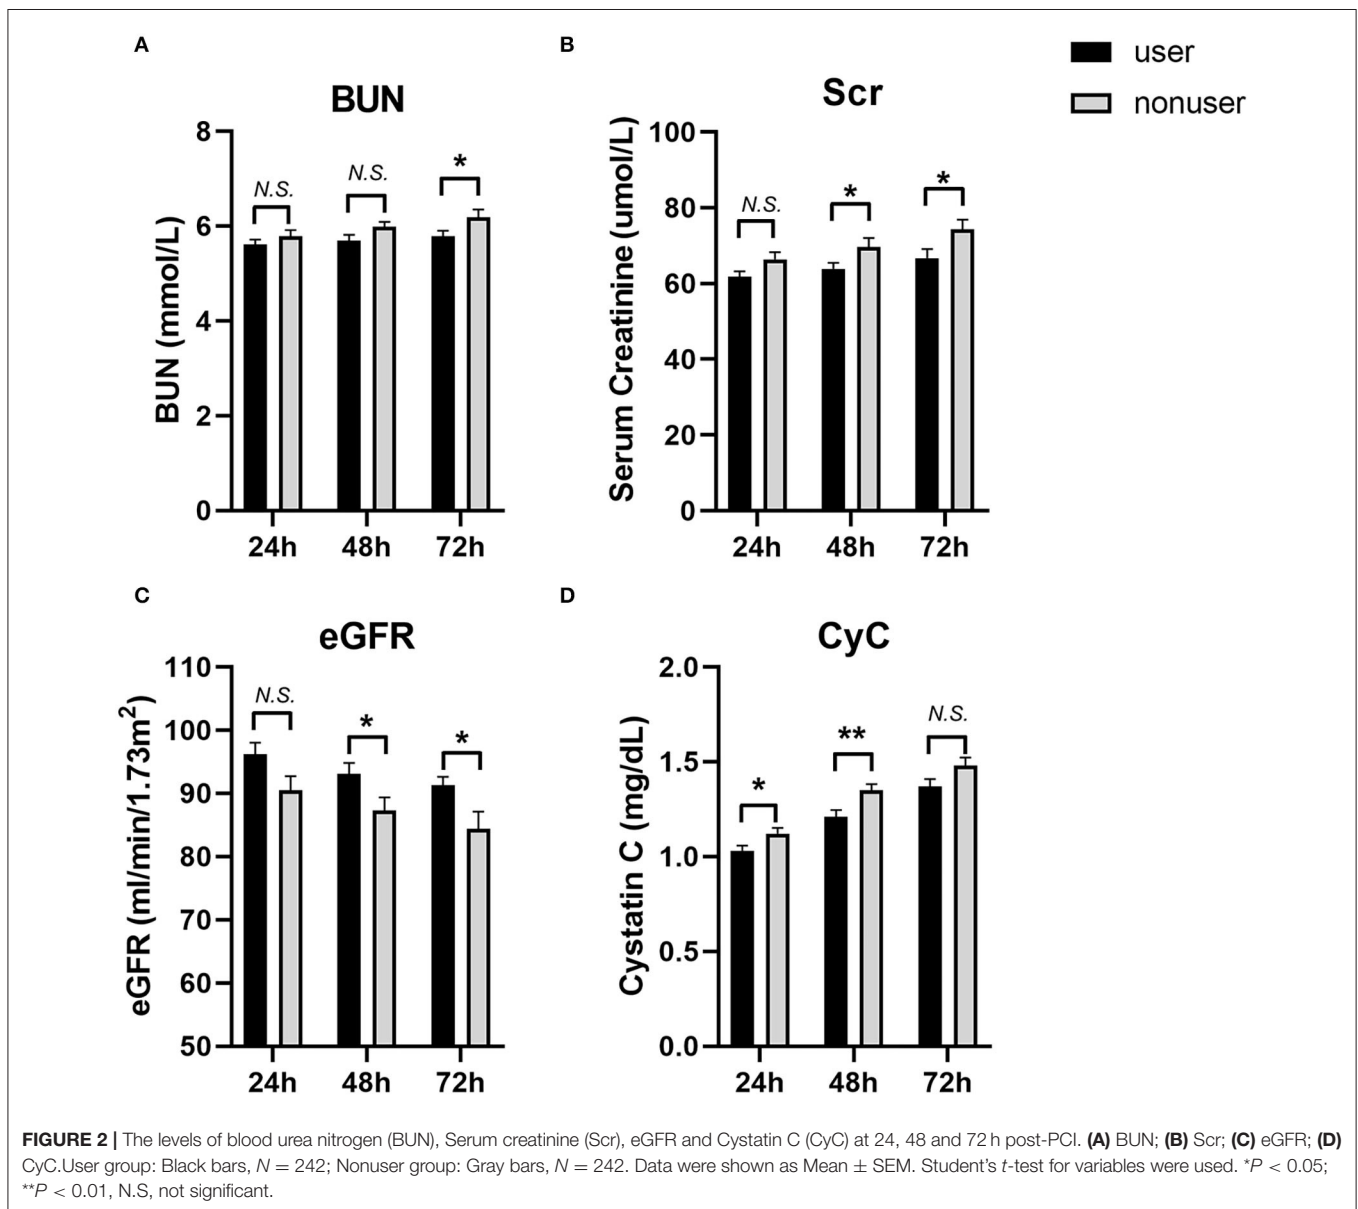 A
B
user
nonuser
BUN
BUN (mmol/L)
8
6
4
2
0
N.S.
N.S.
*
24h
48h
72h
Scr
Serum Creatinine (umol/L)
100
80
60
40
20
0
N.S.
*
*
24h
48h
72h
C
D
eGFR
eGFR (ml/min/1.73m²)
110
100
90
80
70
60
50
N.S.
*
*
24h
48h
72h
CyC
Cystatin C (mg/dL)
2.0
1.5
1.0
0.5
0.0
*
**
N.S.
24h
48h
72h
FIGURE 2 | The levels of blood urea nitrogen (BUN), Serum creatinine (Scr), eGFR and Cystatin C (CyC) at 24, 48 and 72 h post-PCI. (A) BUN; (B) Scr; (C) eGFR; (D)
CyC.User group: Black bars, N = 242; Nonuser group: Gray bars, N = 242. Data were shown as Mean ± SEM. Student's t-test for variables were used. *P < 0.05;
**P < 0.01, N.S, not significant.